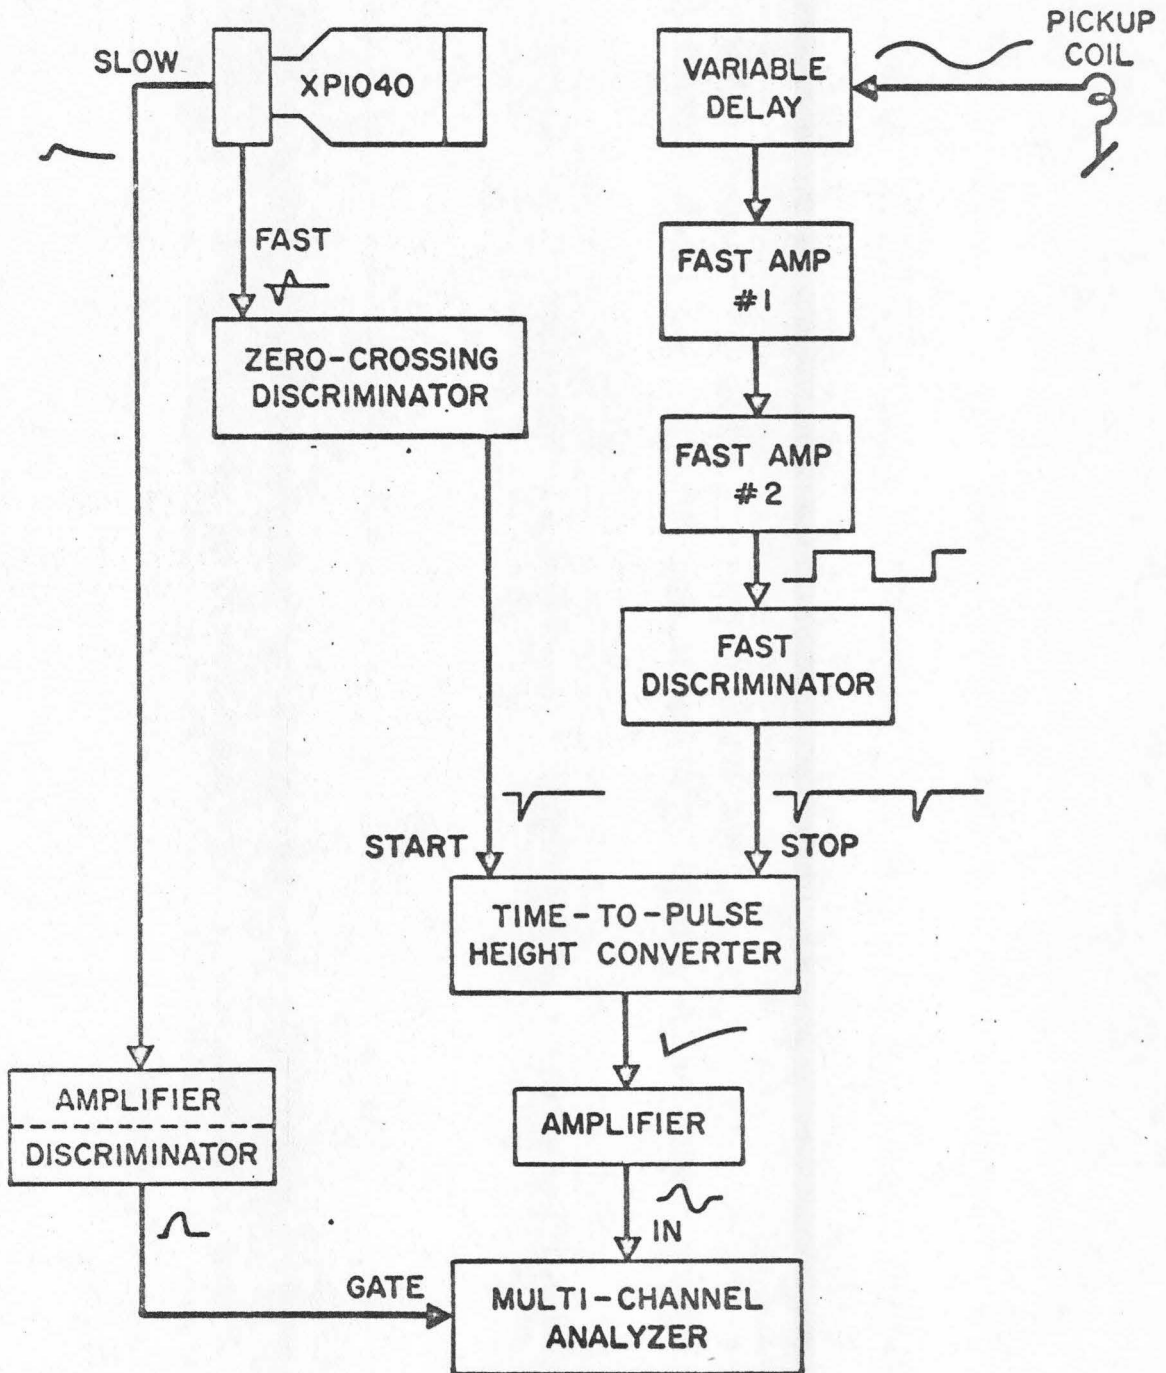 SLOW
XP1040
VARIABLE
DELAY
PICKUP
COIL
FAST
FAST AMP
#1
ZERO-CROSSING
DISCRIMINATOR
FAST AMP
#2
FAST
DISCRIMINATOR
START
STOP
TIME-TO-PULSE
HEIGHT CONVERTER
AMPLIFIER
DISCRIMINATOR
AMPLIFIER
IN
GATE
MULTI-CHANNEL
ANALYZER